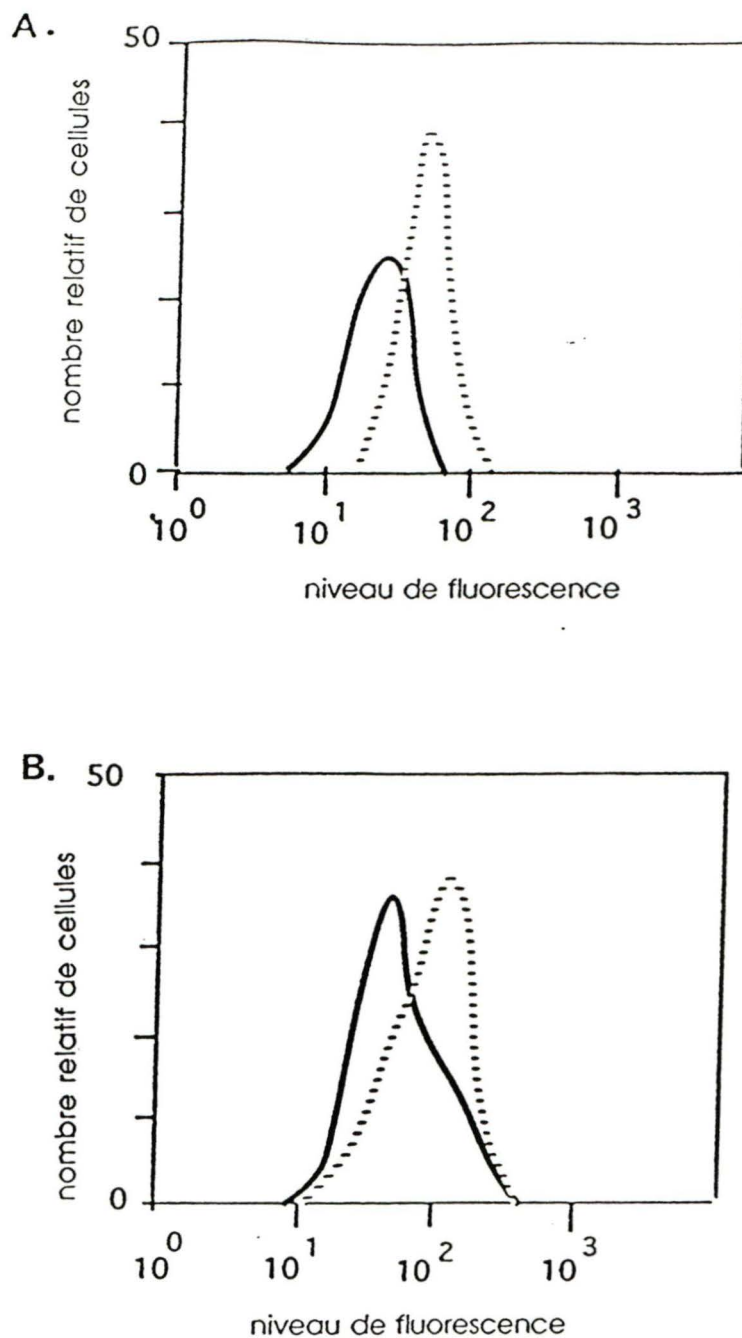 A.
50
nombre relatif de cellules
0
10^0 10^1 10^2 10^3
niveau de fluorescence
B.
50
nombre relatif de cellules
0
10^0 10^1 10^2 10^3
niveau de fluorescence